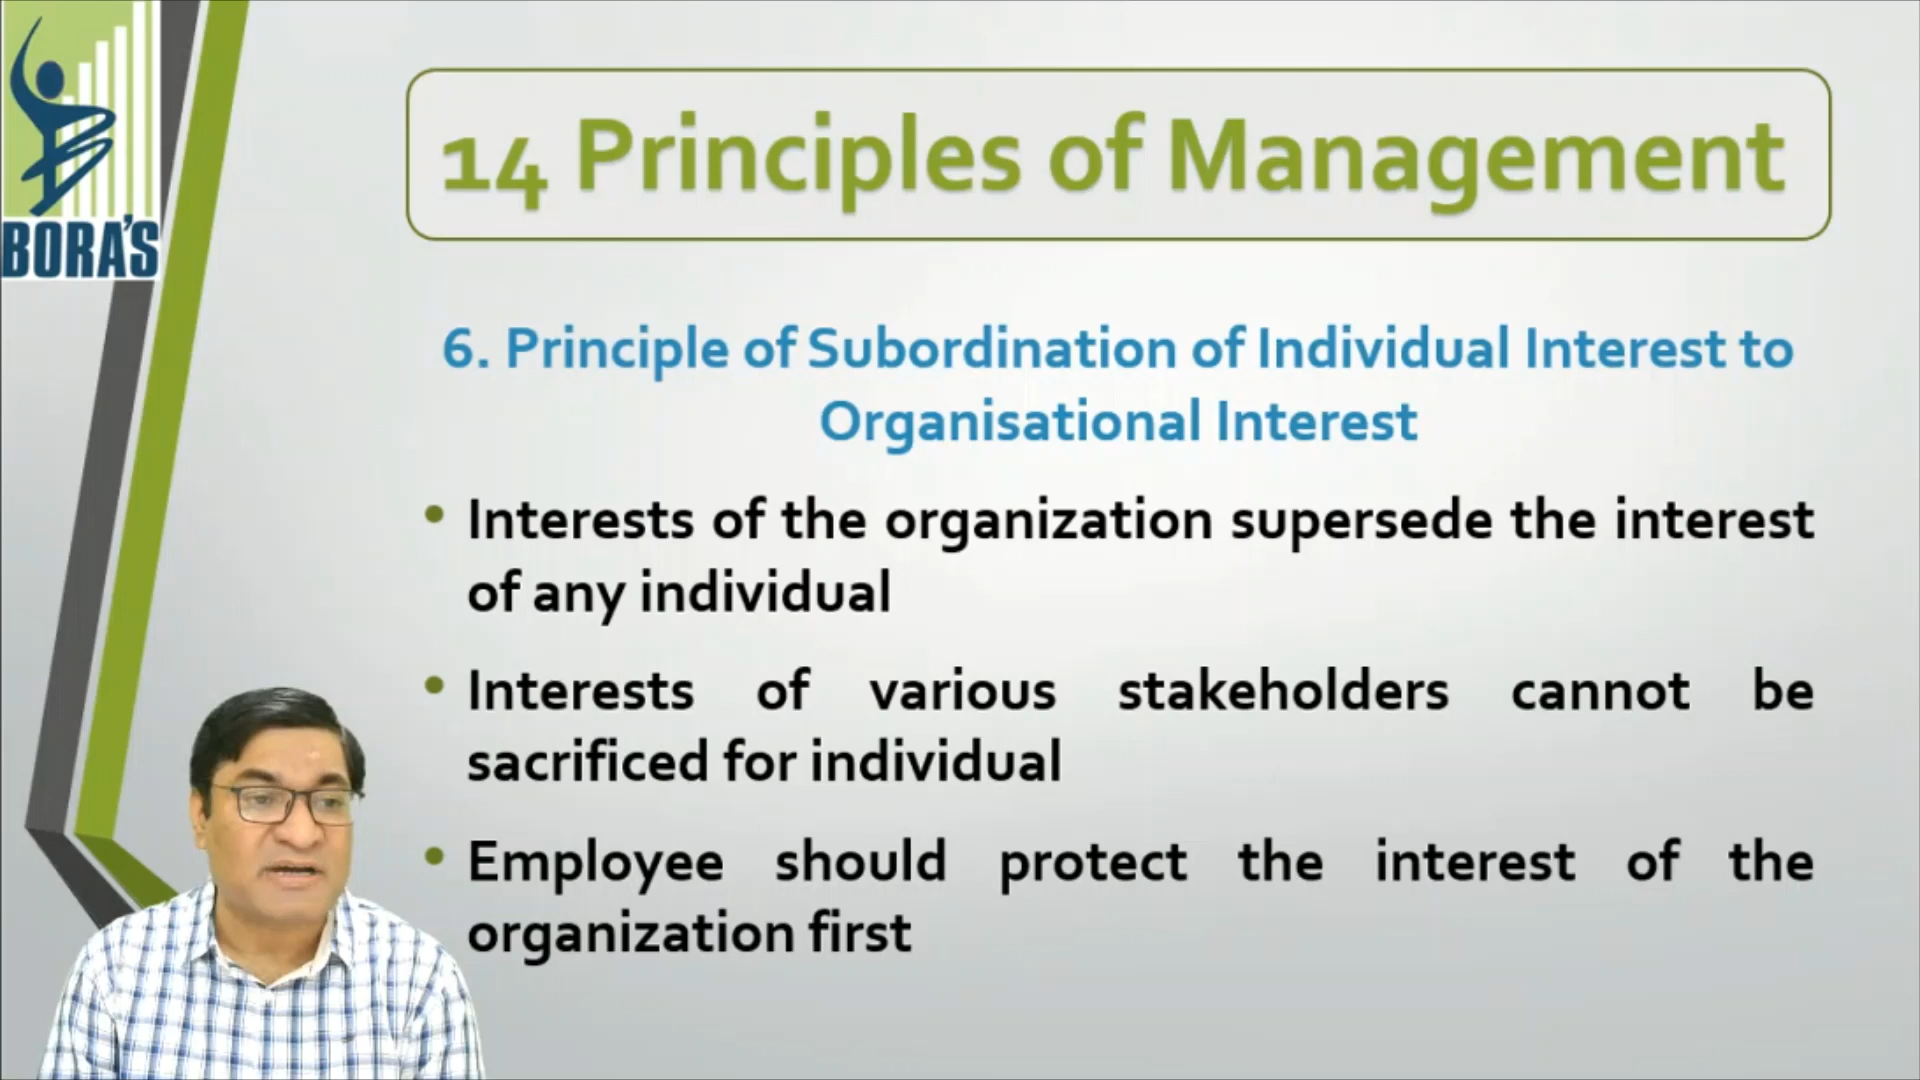 BORA'S
14 Principles of Management
6. Principle of Subordination of Individual Interest to
Organisational Interest
• Interests of the organization supersede the interest
of any individual
• Interests of various stakeholders cannot be
sacrificed for individual
• Employee should protect the interest of the
organization first